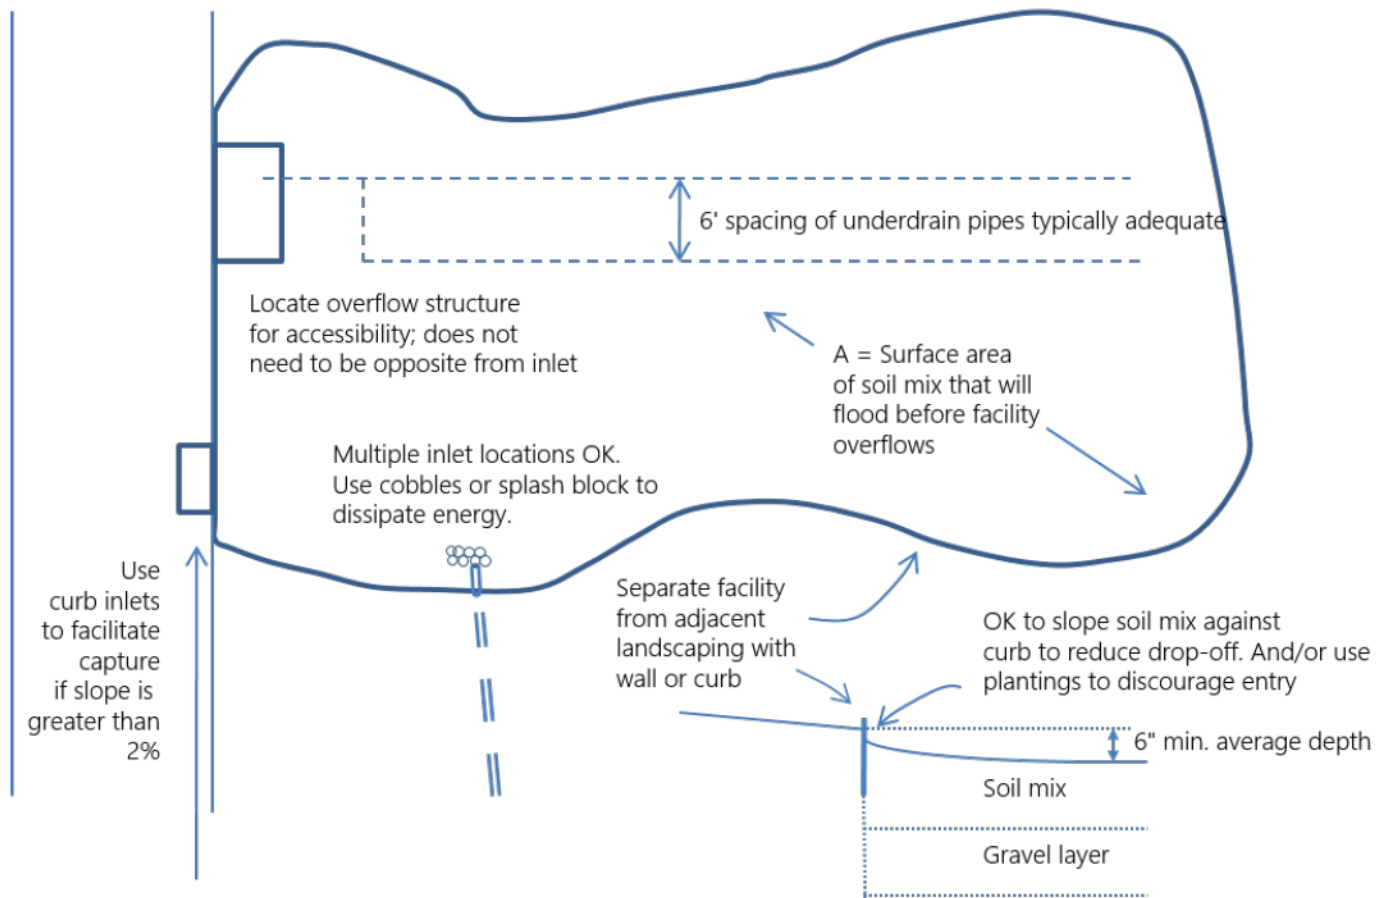 6' spacing of underdrain pipes typically adequate
Locate overflow structure
for accessibility; does not
need to be opposite from inlet
A = Surface area
of soil mix that will
flood before facility
overflows
Multiple inlet locations OK.
Use cobbles or splash block to
dissipate energy.
Use
curb inlets
to facilitate
capture
if slope is
greater than
2%
Separate facility
from adjacent
landscaping with
wall or curb
OK to slope soil mix against
curb to reduce drop-off. And/or use
plantings to discourage entry
6" min. average depth
Soil mix
Gravel layer